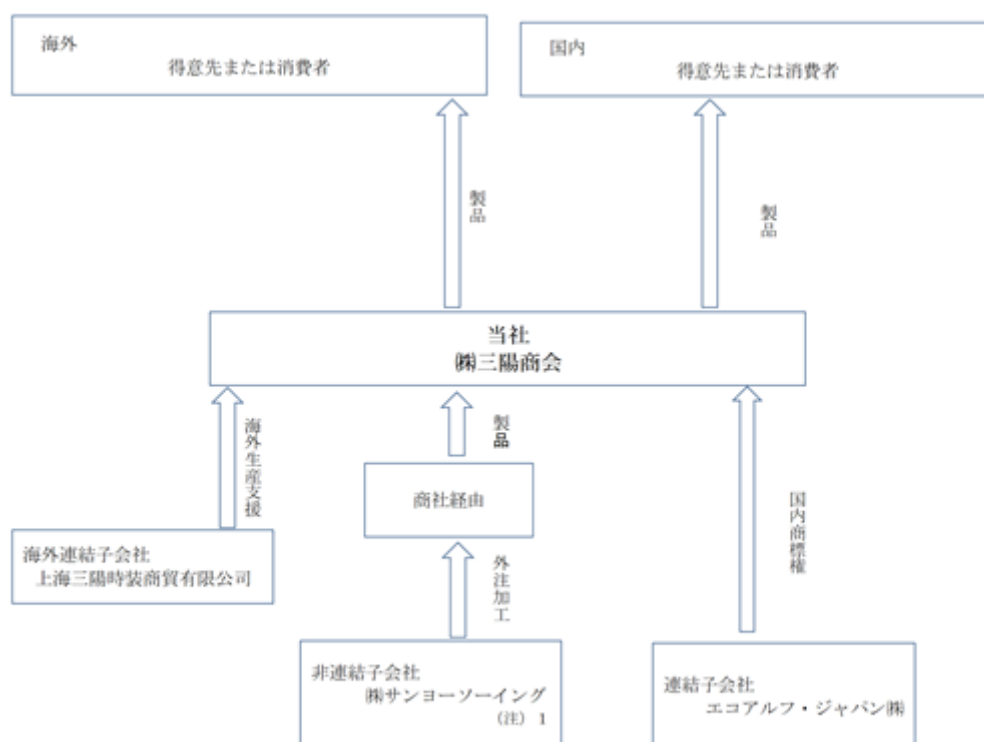 海外
得意先または消費者
国内
得意先または消費者
製品
製品
当社
㈱三陽商会
海外生産支援
製品
商社経由
国内商標権
海外連結子会社
上海三陽時装商貿有限公司
外注加工
非連結子会社
㈱サンヨーソーイング
(注) 1
連結子会社
エコアルフ・ジャパン㈱